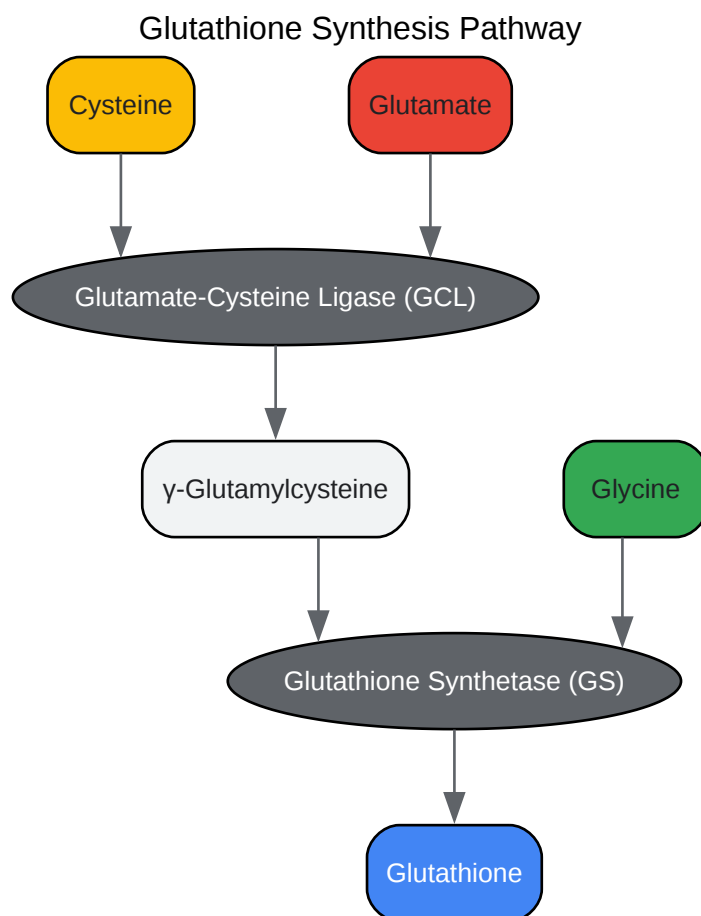 Glutathione Synthesis Pathway
Cysteine
Glutamate
Glutamate-Cysteine Ligase (GCL)
γ-Glutamylcysteine
Glycine
Glutathione Synthetase (GS)
Glutathione